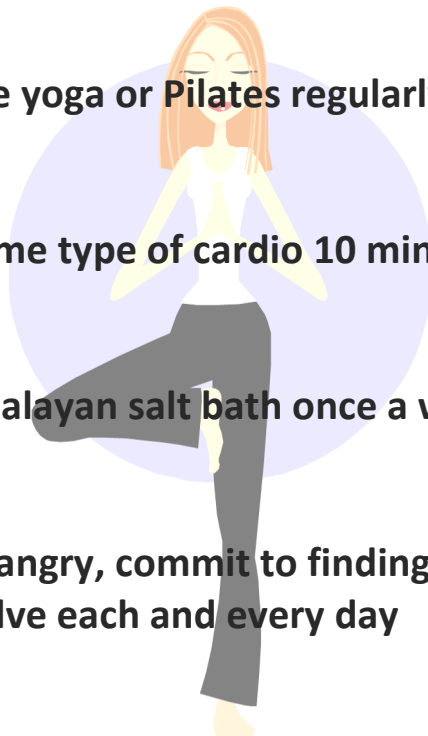 e yoga or Pilates regularl
me type of cardio 10 min
alayan salt bath once a
angry, commit to finding
lve each and every day